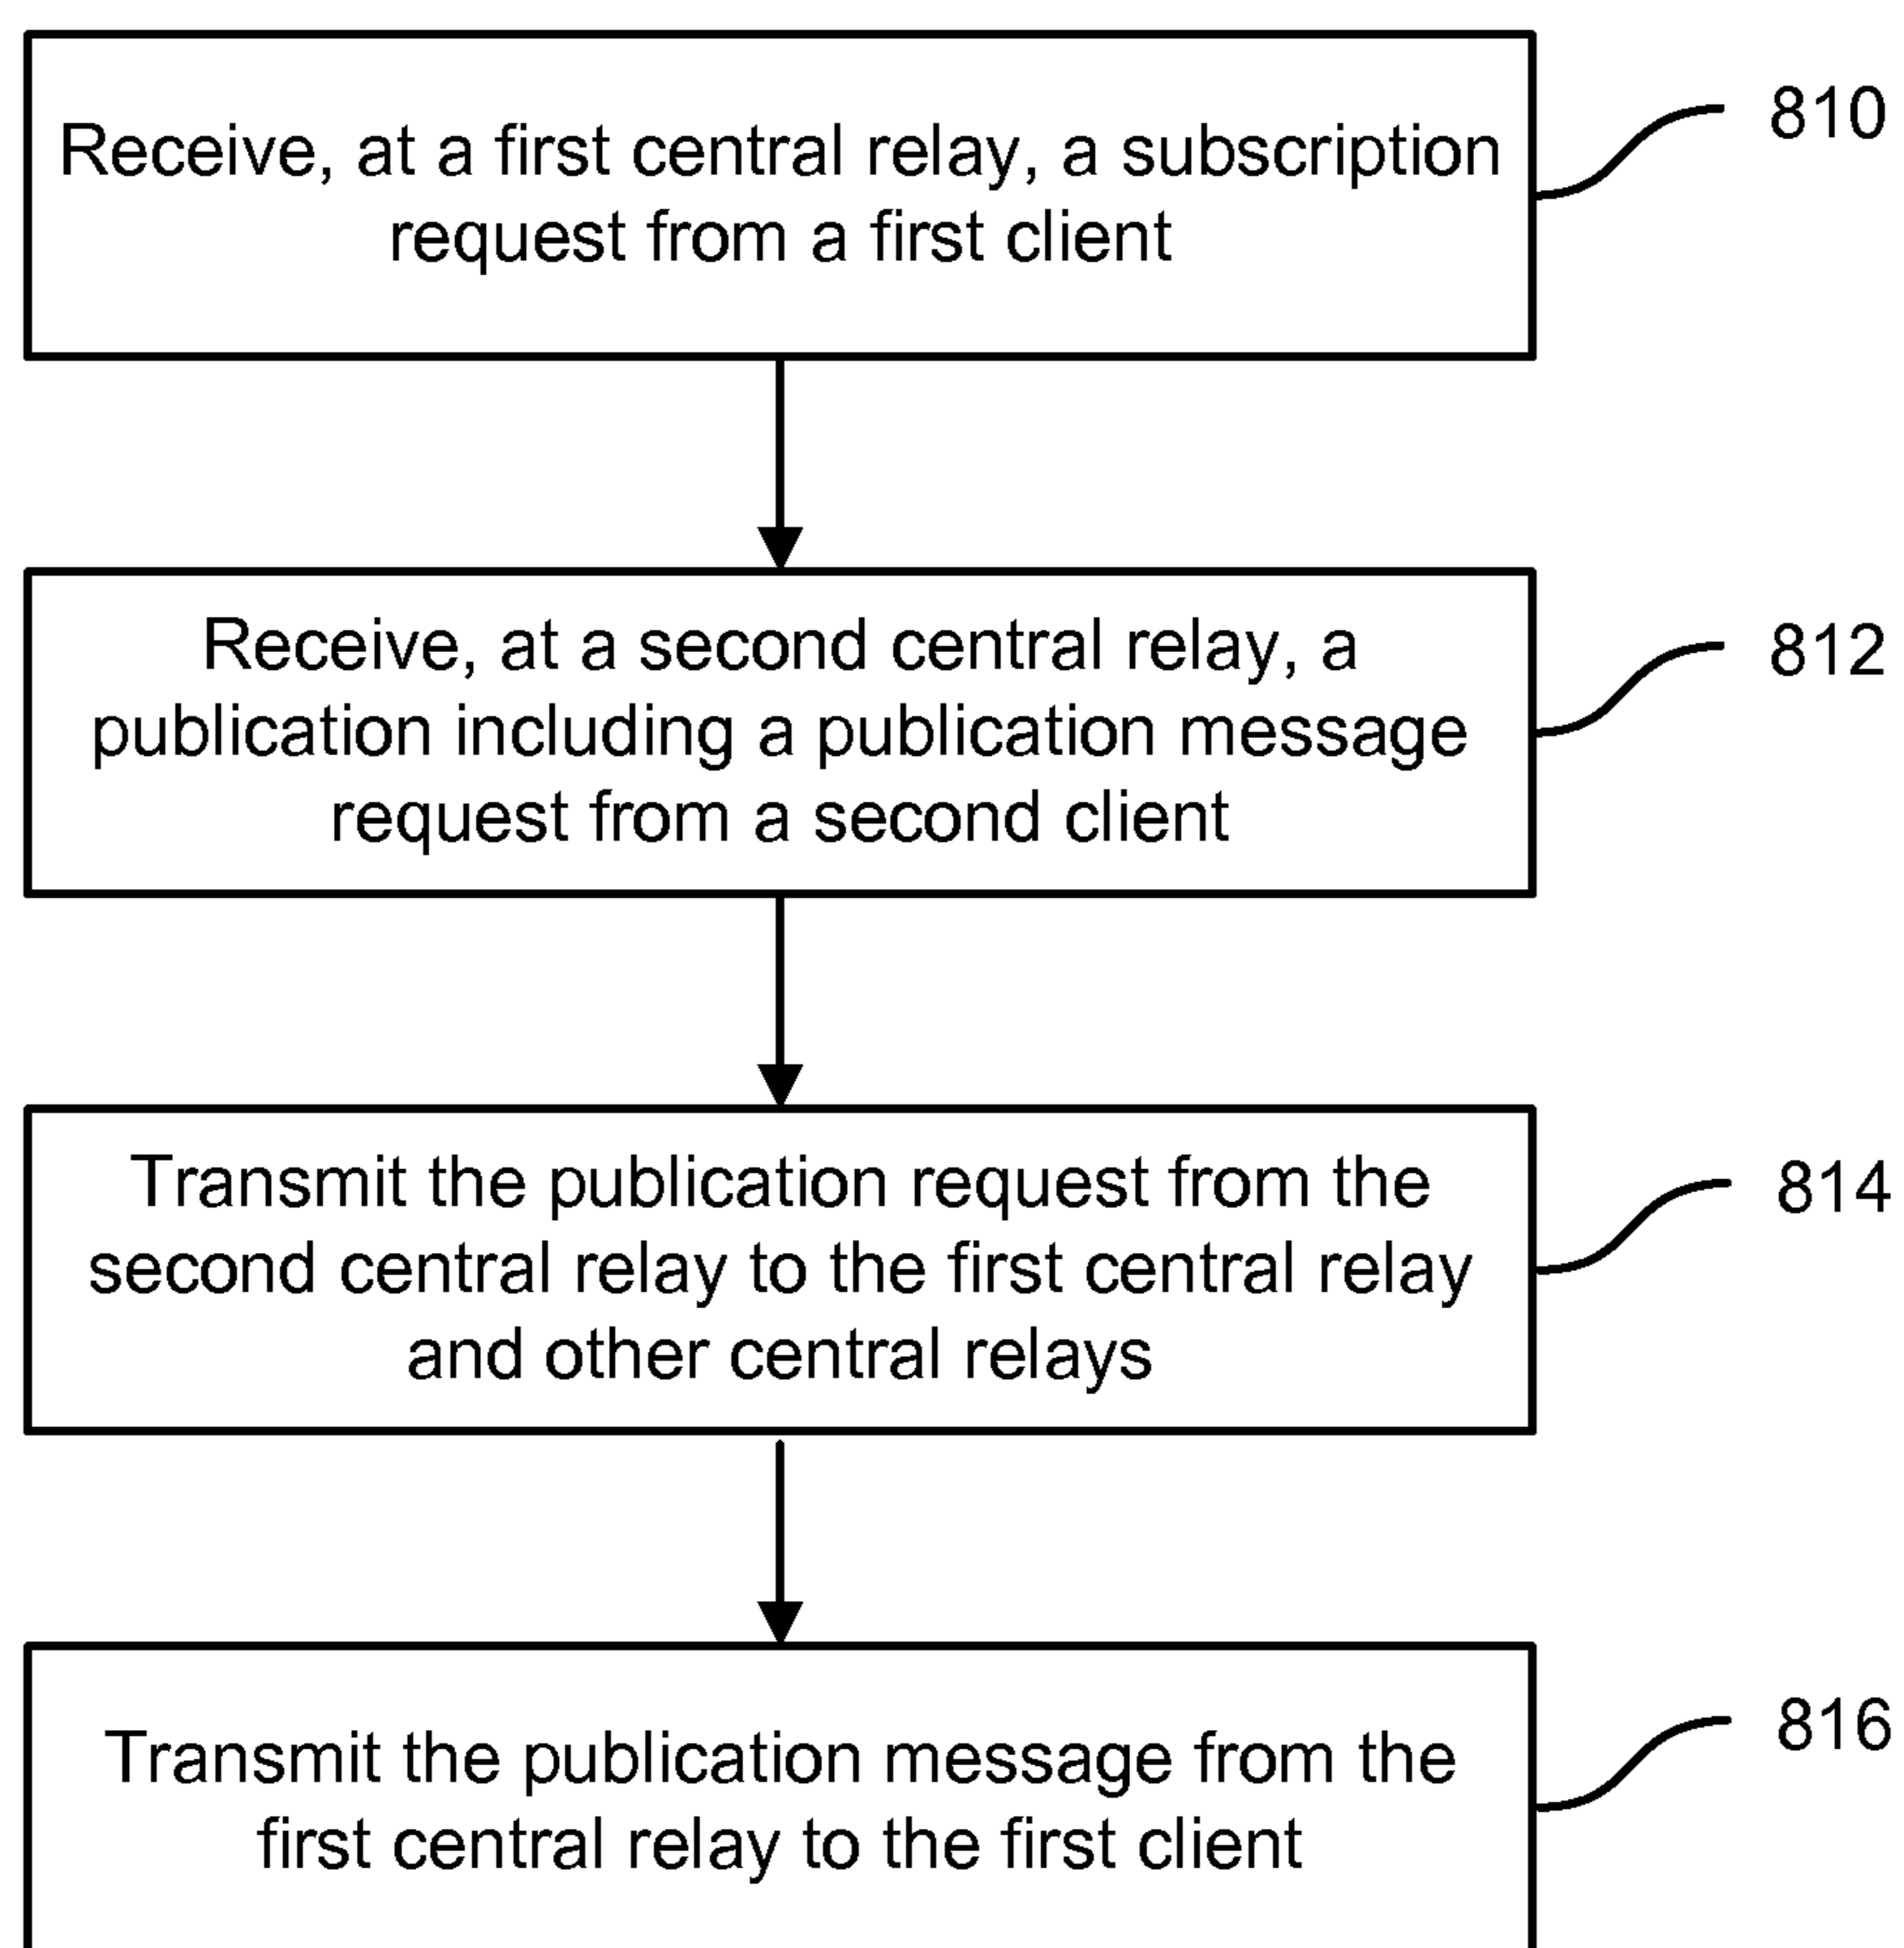 Receive, at a first central relay, a subscription
request from a first client
810
Receive, at a second central relay, a
publication including a publication message
request from a second client
812
Transmit the publication request from the
second central relay to the first central relay
and other central relays
814
Transmit the publication message from the
first central relay to the first client
816